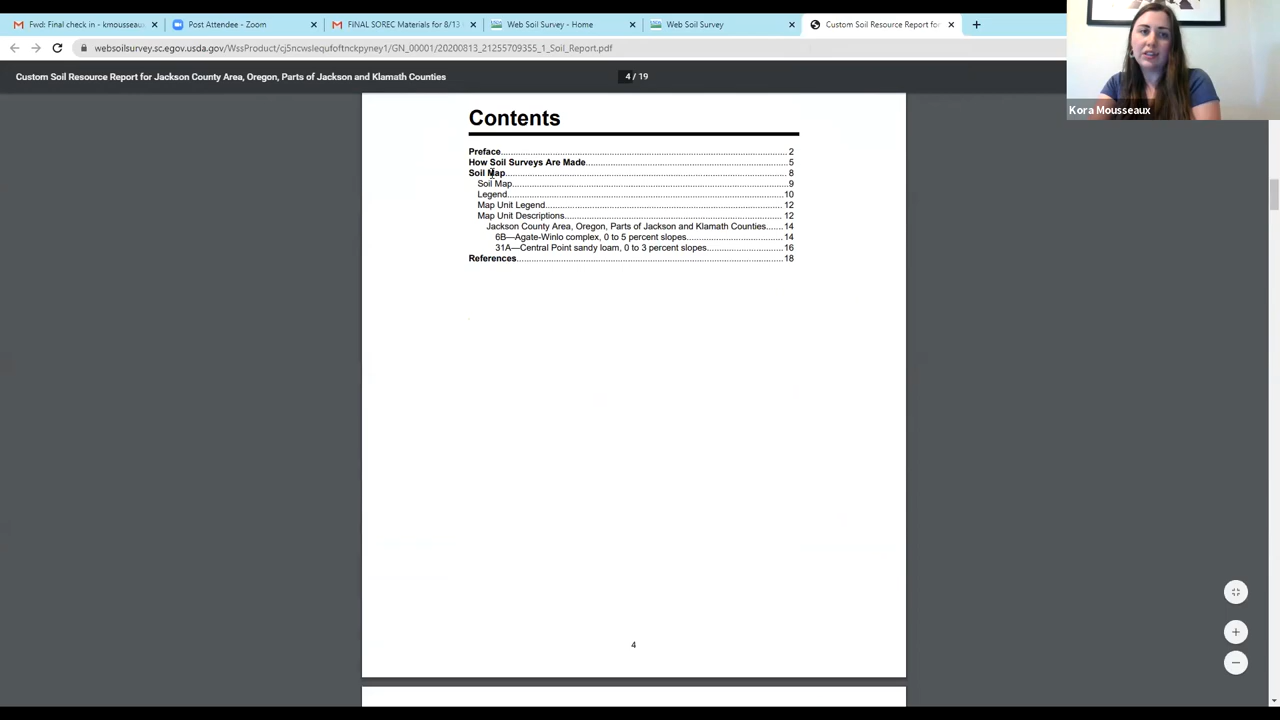 Fwd: Final check in - kmousseau
Post Attendee - Zoom
FINAL SOREC Materials for 8/13
Web Soil Survey - Home
Web Soil Survey
Custom Soil Resource Report for
websoilsurvey.sc.egov.usda.gov/WssProduct/cj5ncwslequfoftnckpyney1/GN_00001/20200813_21255709355_1_Soil_Report.pdf
Kora Mousseaux
Custom Soil Resource Report for Jackson County Area, Oregon, Parts of Jackson and Klamath Counties
4 / 19
Contents
Preface 2
How Soil Surveys Are Made 5
Soil Map 8
Soil Map 9
Legend 10
Map Unit Legend 12
Map Unit Descriptions 12
Jackson County Area, Oregon, Parts of Jackson and Klamath Counties 14
6B—Agate-Winlo complex, 0 to 5 percent slopes 14
31A—Central Point sandy loam, 0 to 3 percent slopes 16
References 18
4